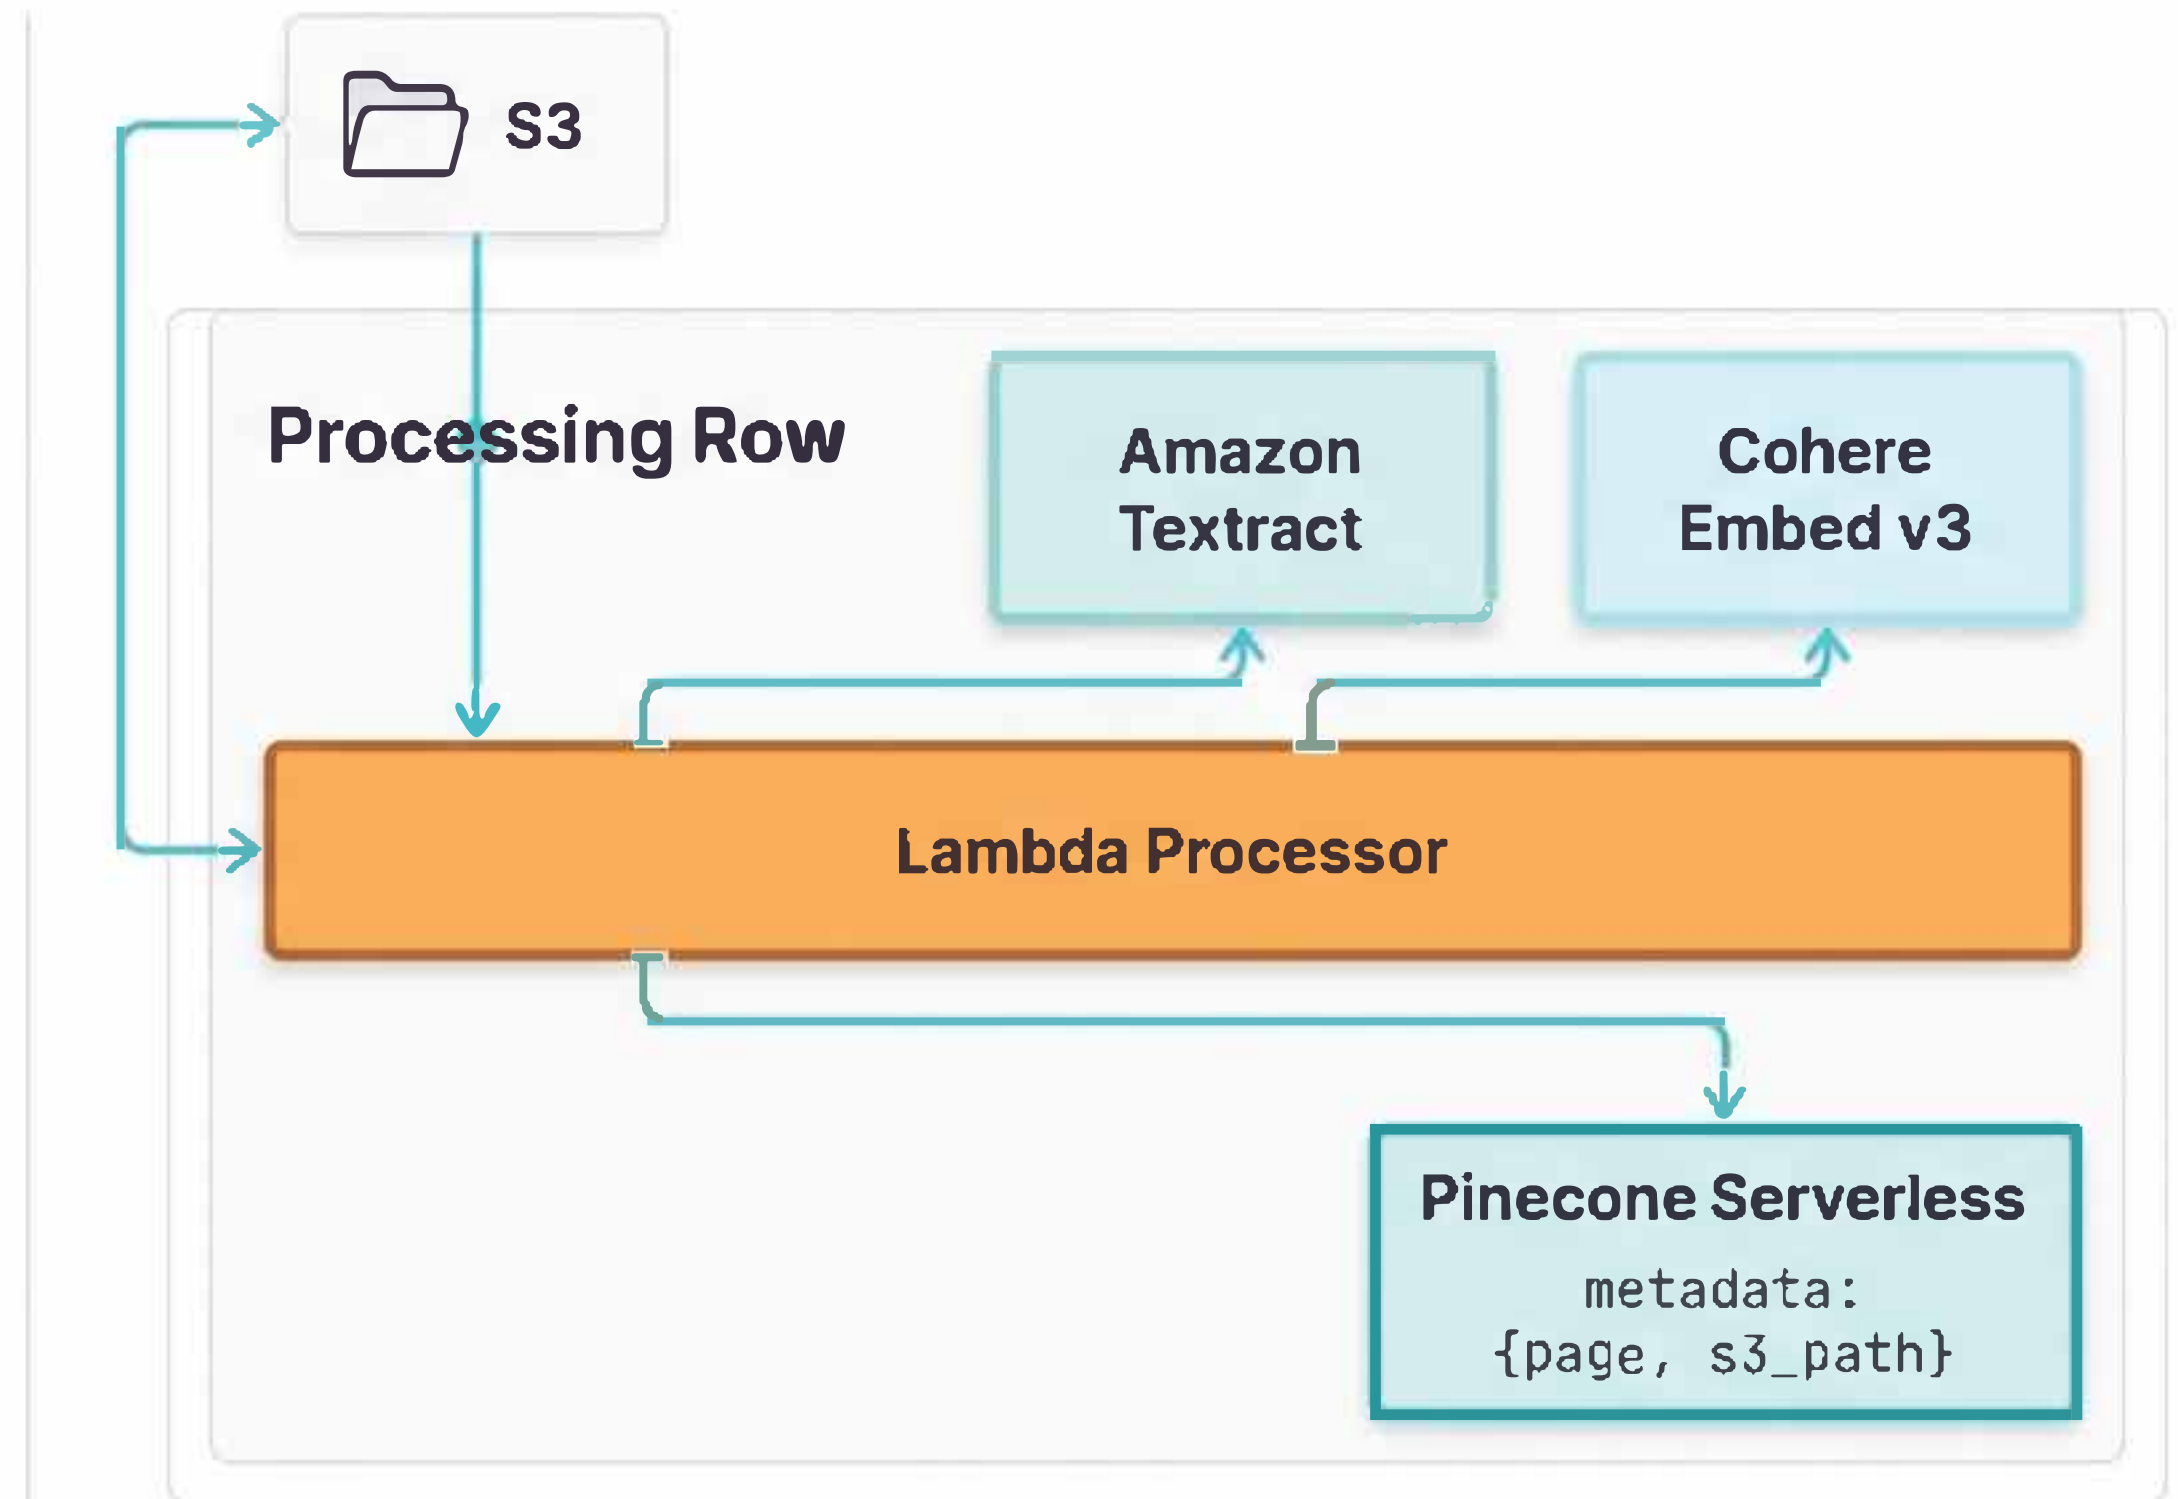 S3
Processing Row
Amazon
Textract
Cohere
Embed v3
Lambda Processor
Pinecone Serverless
metadata:
{page, s3_path}